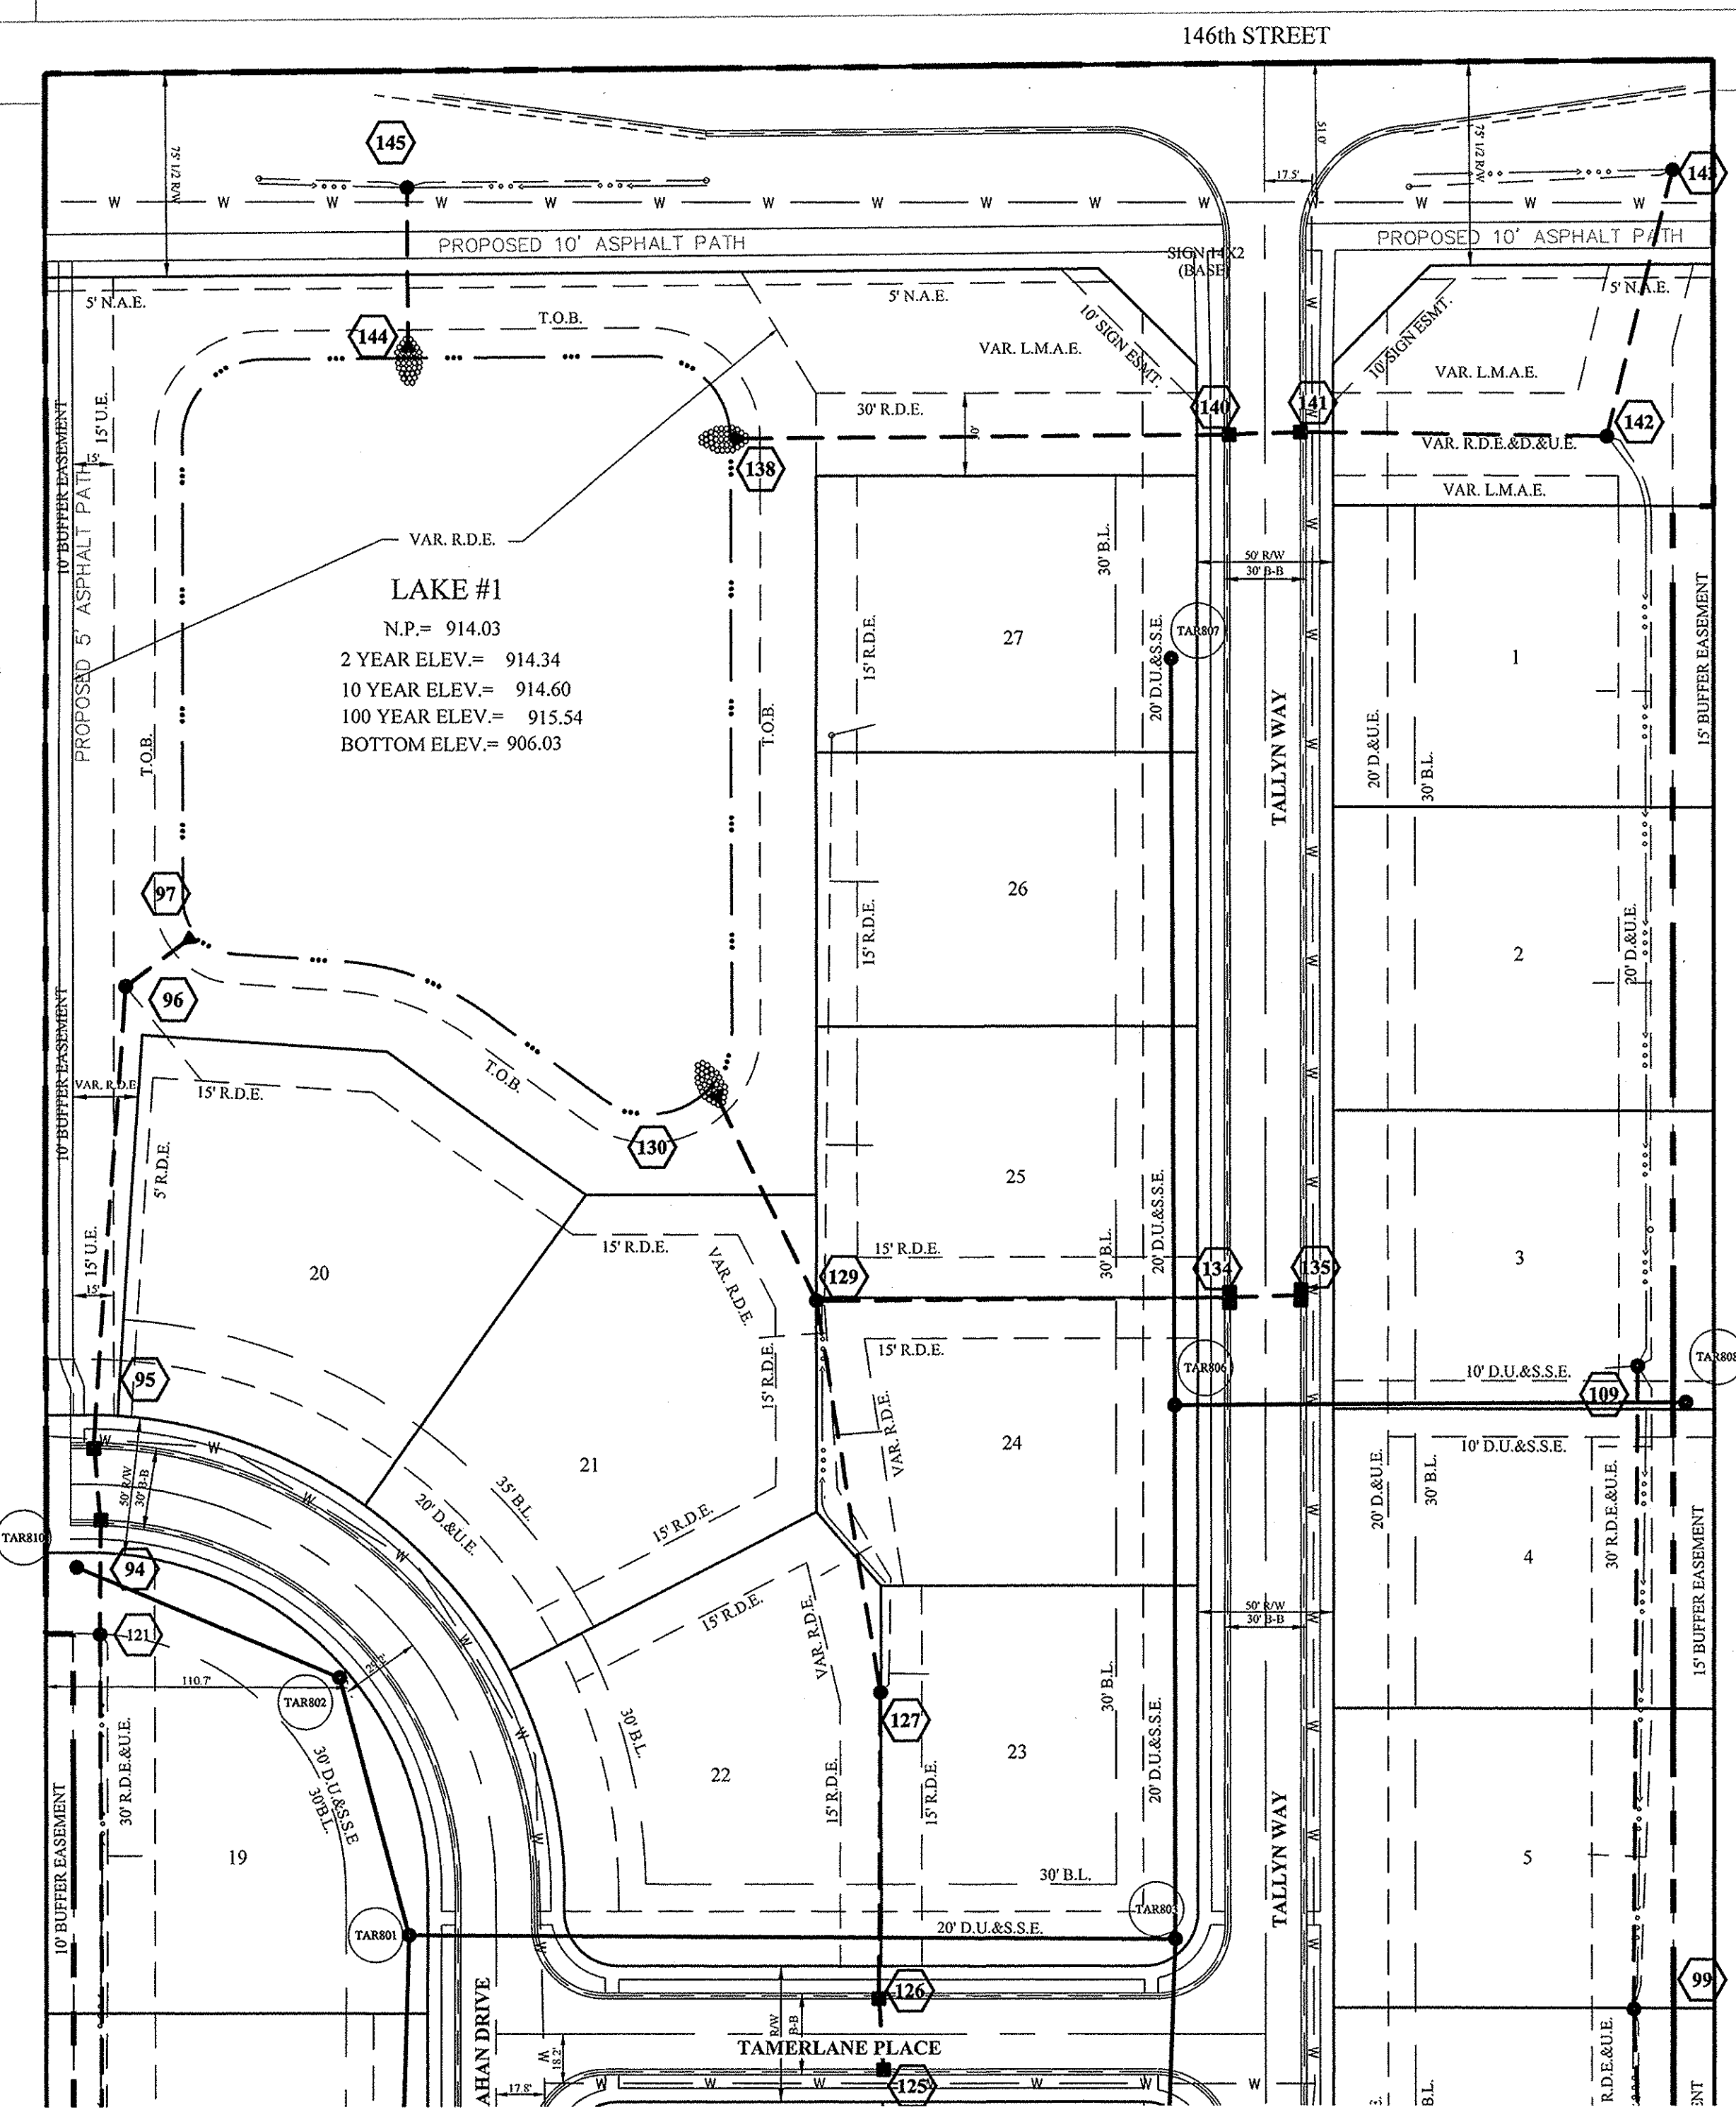 146th STREET
145
143
75' 1/2 R/W
51.0'
17.5'
75' 1/2 R/W
W W W W W W W W W W W W W W
PROPOSED 10' ASPHALT PATH
PROPOSED 10' ASPHALT PATH
SIGN 14X2
(BASE)
5' N.A.E.
5' N.A.E.
5' N.A.E.
144
T.O.B.
10' SIGN ESMT.
10' SIGN ESMT.
VAR. L.M.A.E.
VAR. L.M.A.E.
30' R.D.E.
30'
140
141
142
VAR. R.D.E.&D.&U.E.
138
VAR. L.M.A.E.
10' BUFFER EASEMENT
15' U.E.
15'
PROPOSED 5' ASPHALT PATH
VAR. R.D.E.
LAKE #1
N.P.= 914.03
2 YEAR ELEV.= 914.34
10 YEAR ELEV.= 914.60
100 YEAR ELEV.= 915.54
BOTTOM ELEV.= 906.03
T.O.B.
T.O.B.
30' B.L.
50' R/W
30' B-B
27
15' R.D.E.
20' D.U.&S.S.E.
TAR807
TALLYN WAY
1
15' BUFFER EASEMENT
20' D.&U.E.
30' B.L.
97
26
15' R.D.E.
2
20' D.&U.E.
96
10' BUFFER EASEMENT
VAR. R.D.E
15' R.D.E.
T.O.B.
130
5' R.D.E.
25
20' D.U.&S.S.E.
30' B.L.
15' U.E.
15'
20
15' R.D.E.
VAR. R.D.E.
15' R.D.E.
129
134
135
3
15' R.D.E.
15' R.D.E.
TAR806
TAR808
10' D.U.&S.S.E.
109
95
VAR. R.D.E.
24
10' D.U.&S.S.E.
21
50' R/W
30' B-B
35' B.L.
20' D.&U.E.
15' R.D.E.
20' D.&U.E.
30' B.L.
30' R.D.E.&U.E.
15' BUFFER EASEMENT
TAR810
94
4
121
15' R.D.E.
VAR. R.D.E.
50' R/W
30' B-B
110.7'
TAR802
127
30' B.L.
30' B.L.
20' D.U.&S.S.E.
10' BUFFER EASEMENT
30' R.D.E.&U.E.
30' D.U.&S.S.E
30'B.L.
22
15' R.D.E.
15' R.D.E.
23
TALLYN WAY
19
5
30' B.L.
TAR801
20' D.U.&S.S.E.
126
99
AHAN DRIVE
R/W
B-B
TAMERLANE PLACE
18.2'
17.8'
125
B.L.
R.D.E.&U.E.
ENT